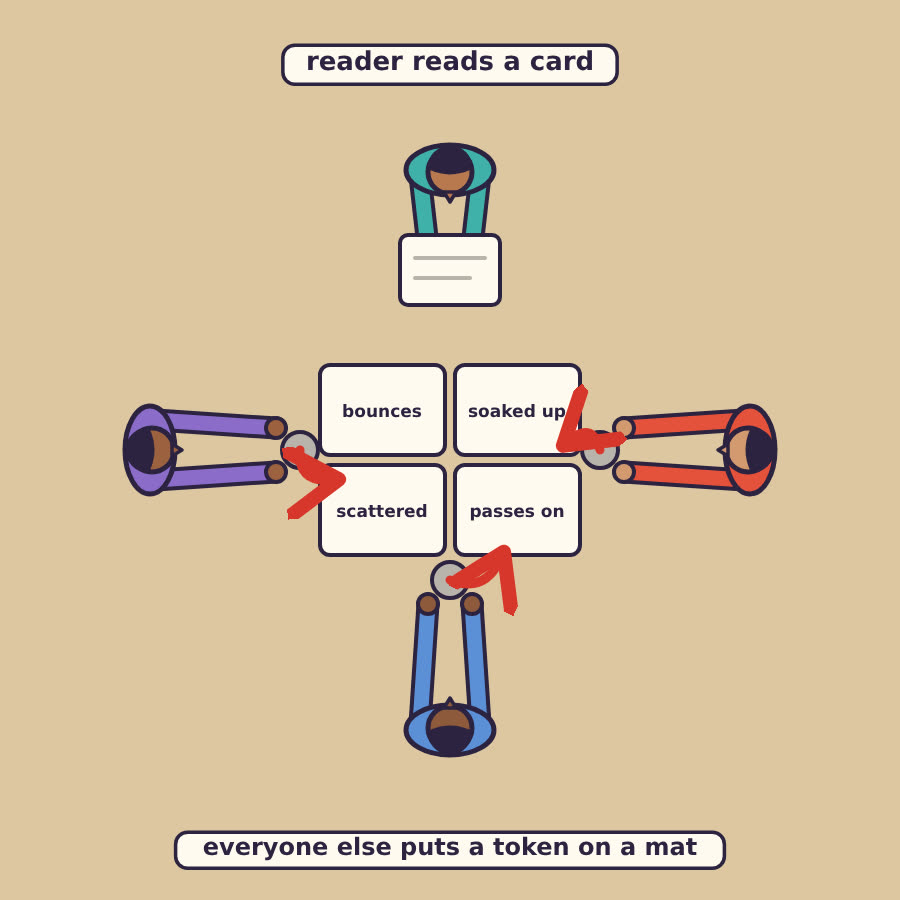 reader reads a card
bounces
soaked up
scattered
passes on
everyone else puts a token on a mat